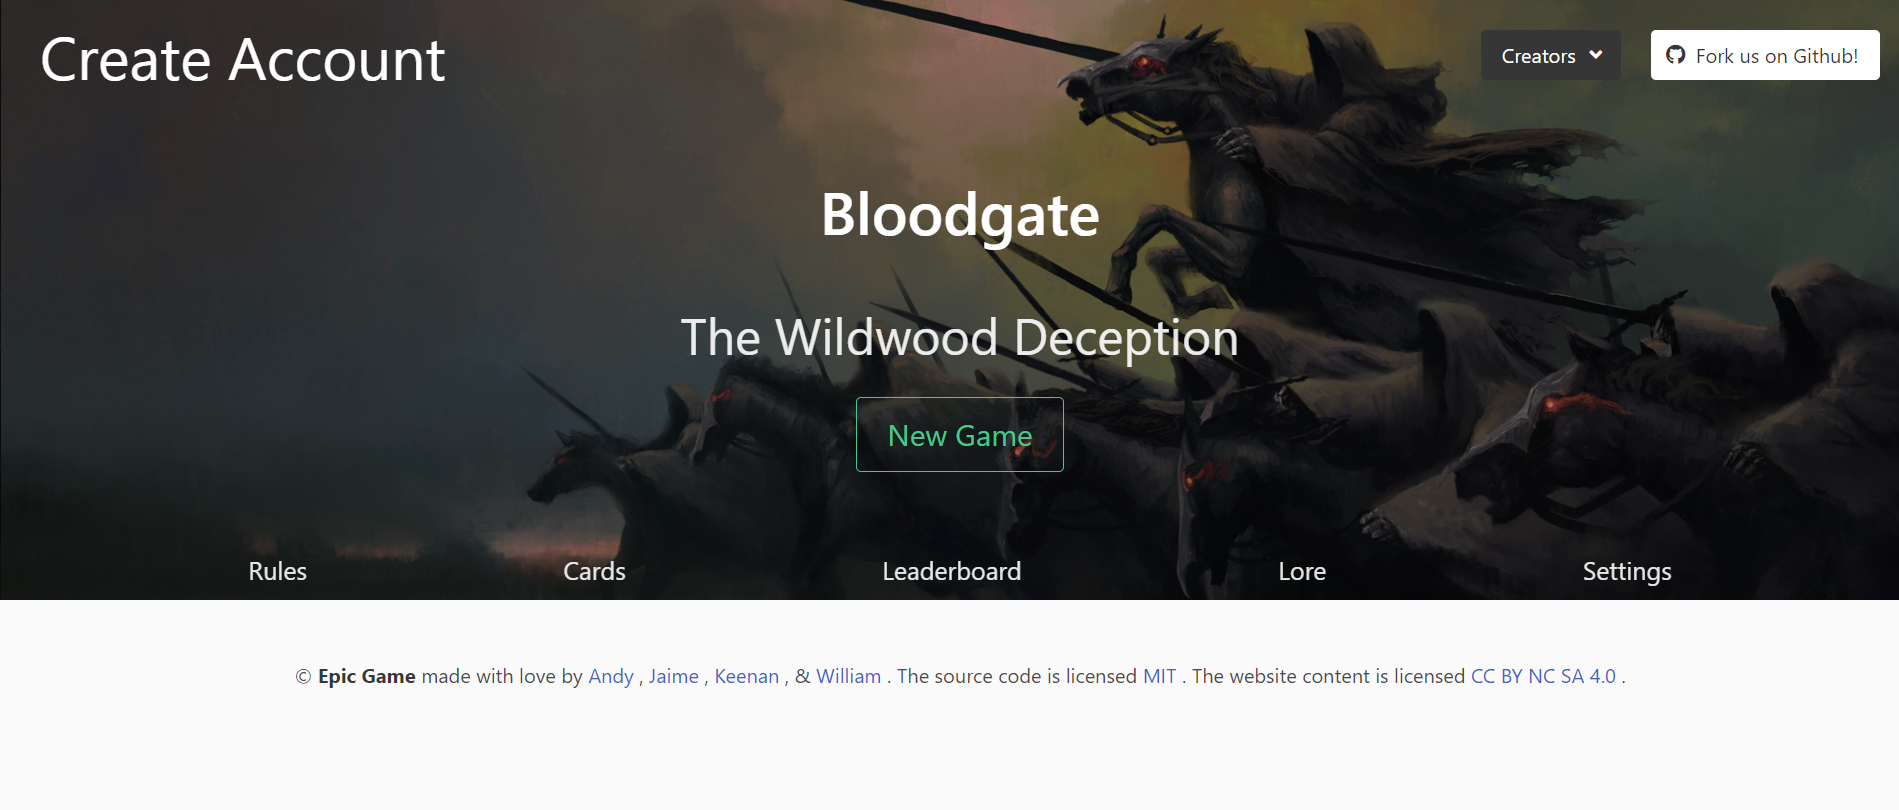 Create Account
Creators
Fork us on Github!
Bloodgate
The Wildwood Deception
New Game
Rules
Cards
Leaderboard
Lore
Settings
© Epic Game made with love by Andy , Jaime , Keenan , & William . The source code is licensed MIT . The website content is licensed CC BY NC SA 4.0 .